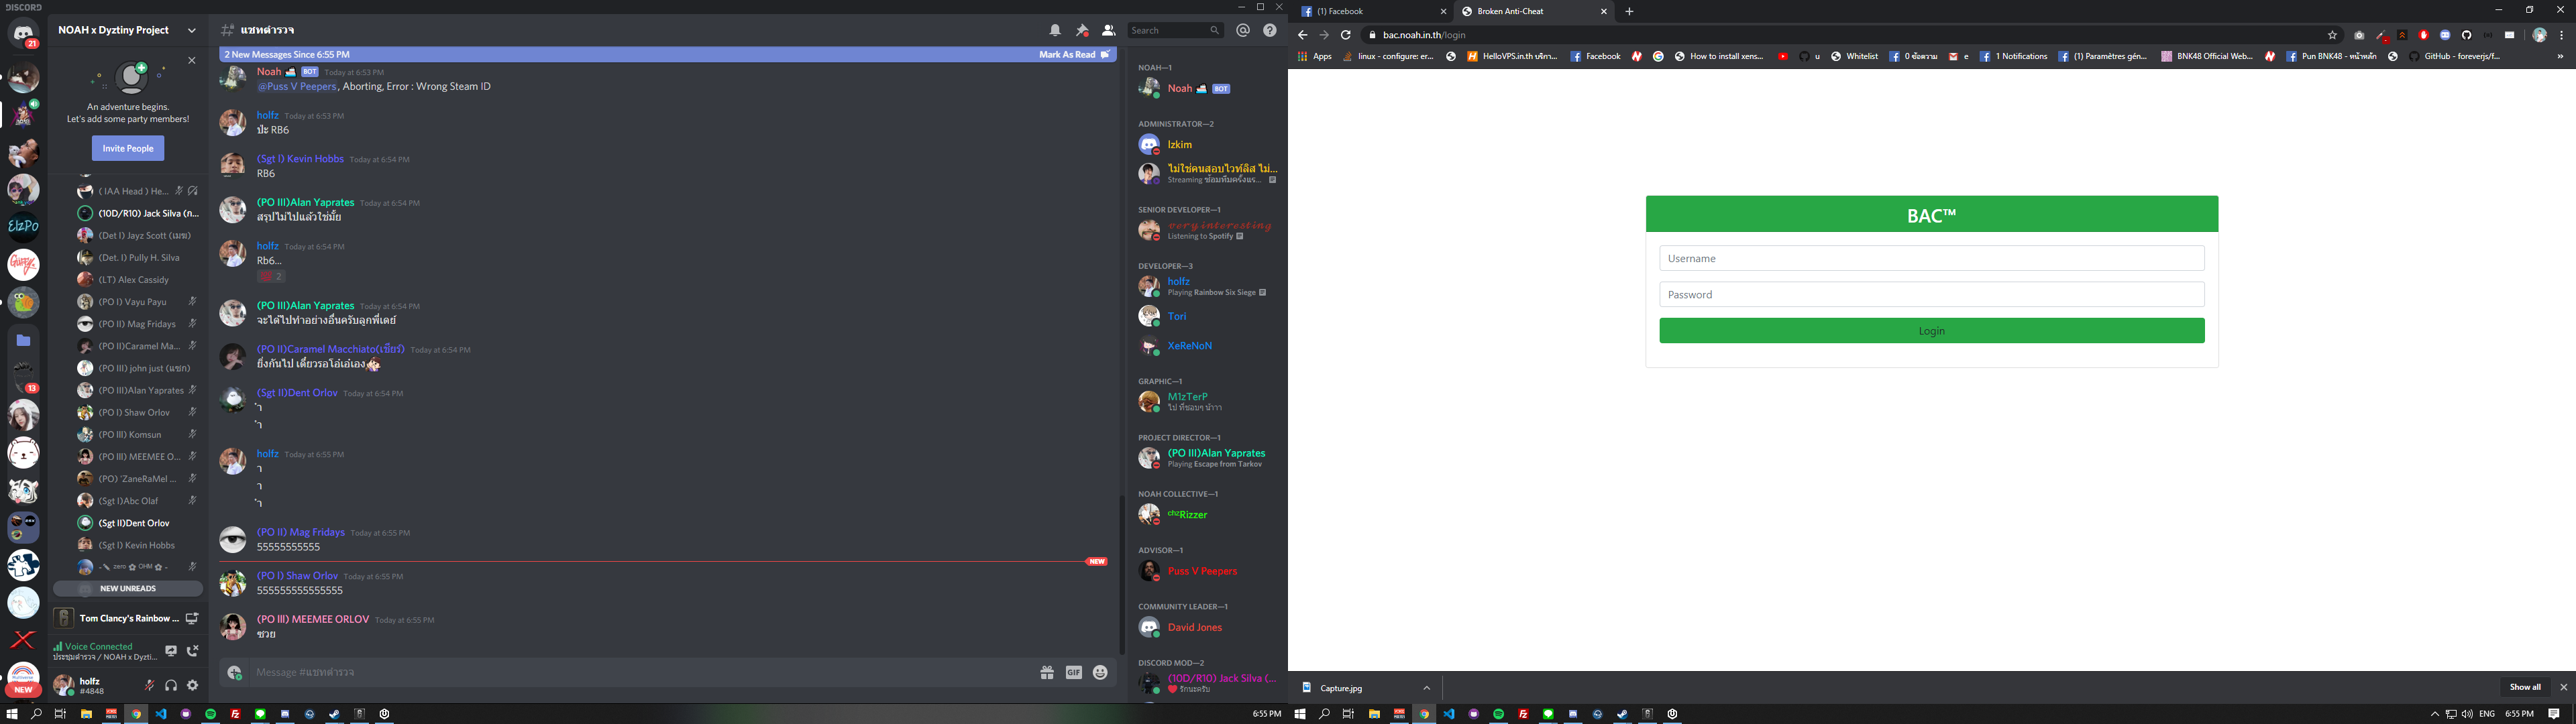 DISCORD
NOAH x Dyztiny Project
An adventure begins.
Let's add some party members!
Invite People
( IAA Head ) He...
(10D/R10) Jack Silva (ก...
(Det I) Jayz Scott (เมฆ)
(Det. I) Pully H. Silva
(LT) Alex Cassidy
(PO I) Vayu Payu
(PO II) Mag Fridays
(PO II)Caramel Ma...
(PO III) john just (แซก)
(PO III)Alan Yaprates
(PO I) Shaw Orlov
(PO III) Komsun
(PO III) MEEMEE O...
(PO) 'ZaneRaMel ...
(Sgt I)Abc Olaf
(Sgt II)Dent Orlov
(Sgt I) Kevin Hobbs
zero ✿ OHM ✿ -
NEW UNREADS
Tom Clancy's Rainbow ...
Voice Connected
ประชุมตำรวจ / NOAH x Dyzti...
holfz
#4848
21
13
ElzPo
NEW
แชทตำรวจ
Search
2 New Messages Since 6:55 PM
Mark As Read
Noah BOT Today at 6:53 PM
@Puss V Peepers, Aborting, Error : Wrong Steam ID
holfz Today at 6:53 PM
ป่ะ RB6
(Sgt I) Kevin Hobbs Today at 6:54 PM
RB6
(PO III)Alan Yaprates Today at 6:54 PM
สรุปไม่ไปแล้วใช่มั้ย
holfz Today at 6:54 PM
Rb6...
2
(PO III)Alan Yaprates Today at 6:54 PM
จะได้ไปทำอย่างอื่นครับลูกพี่เดย์
(PO II)Caramel Macchiato(เชียร์) Today at 6:54 PM
ยิ่งกันไป เดี๋ยวรอโอ๋เอ๋เอง
(Sgt II)Dent Orlov Today at 6:54 PM
ำ
ำ
holfz Today at 6:55 PM
า
า
ำ
(PO II) Mag Fridays Today at 6:55 PM
55555555555
NEW
(PO I) Shaw Orlov Today at 6:55 PM
555555555555555
(PO III) MEEMEE ORLOV Today at 6:55 PM
ซวย
Message #แชทตำรวจ
GIF
NOAH—1
Noah BOT
ADMINISTRATOR—2
lzkim
ไม่ใช่คนสอบไวท์ลิส ไม่...
Streaming ซ้อมทีมครั้งแร...
SENIOR DEVELOPER—1
very interesting
Listening to Spotify
DEVELOPER—3
holfz
Playing Rainbow Six Siege
Tori
XeReNoN
GRAPHIC—1
M1zTerP
ไป ที่ชอบๆ น้าาา
PROJECT DIRECTOR—1
(PO III)Alan Yaprates
Playing Escape from Tarkov
NOAH COLLECTIVE—1
chzRizzer
ADVISOR—1
Puss V Peepers
COMMUNITY LEADER—1
David Jones
DISCORD MOD—2
(10D/R10) Jack Silva (...
รักนะครับ
6:55 PM
(1) Facebook
Broken Anti-Cheat
bac.noah.in.th/login
Apps
linux - configure: er...
HelloVPS.in.th บริกา...
Facebook
How to install xens...
u
Whitelist
0 ข้อความ
e
1 Notifications
(1) Paramètres gén...
BNK48 Official Web...
Pun BNK48 - หน้าหลัก
GitHub - foreverjs/f...
BAC™
Username
Password
Login
Capture.jpg
Show all
ENG
6:55 PM